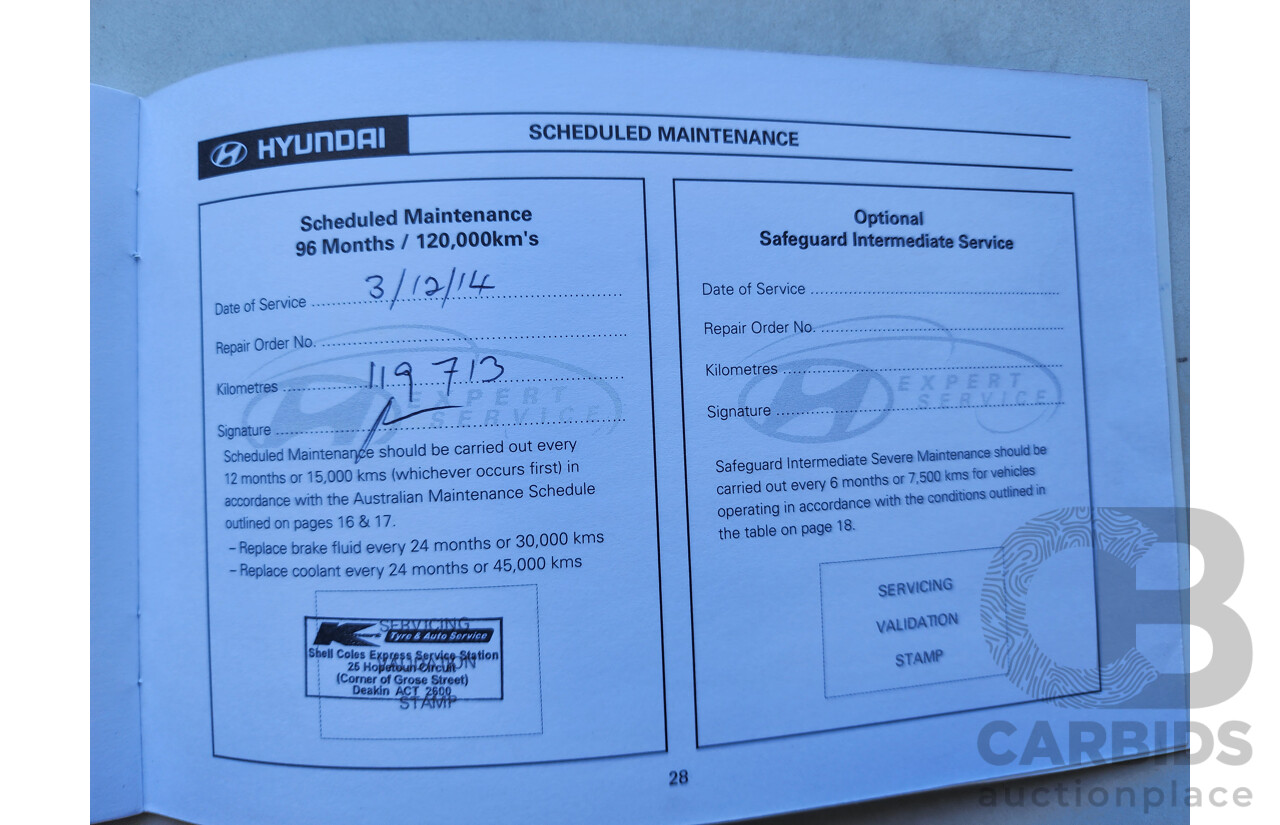 HYUNDAI
SCHEDULED MAINTENANCE
Scheduled Maintenance
96 Months / 120,000km's
Date of Service 3/12/14
Repair Order No.
Kilometres 119 713
EXPERT
SERVICE
Signature
Scheduled Maintenance should be carried out every
12 months or 15,000 kms (whichever occurs first) in
accordance with the Australian Maintenance Schedule
outlined on pages 16 & 17.
– Replace brake fluid every 24 months or 30,000 kms
– Replace coolant every 24 months or 45,000 kms
SERVICING
VALIDATION
STAMP
K
Tyre & Auto Service
Shell Coles Express Service Station
25 Hopetoun Circuit
(Corner of Grose Street)
Deakin ACT 2600
Optional
Safeguard Intermediate Service
Date of Service
Repair Order No.
Kilometres
EXPERT
SERVICE
Signature
Safeguard Intermediate Severe Maintenance should be
carried out every 6 months or 7,500 kms for vehicles
operating in accordance with the conditions outlined in
the table on page 18.
SERVICING
VALIDATION
STAMP
28
CB
CARBIDS
auctionplace